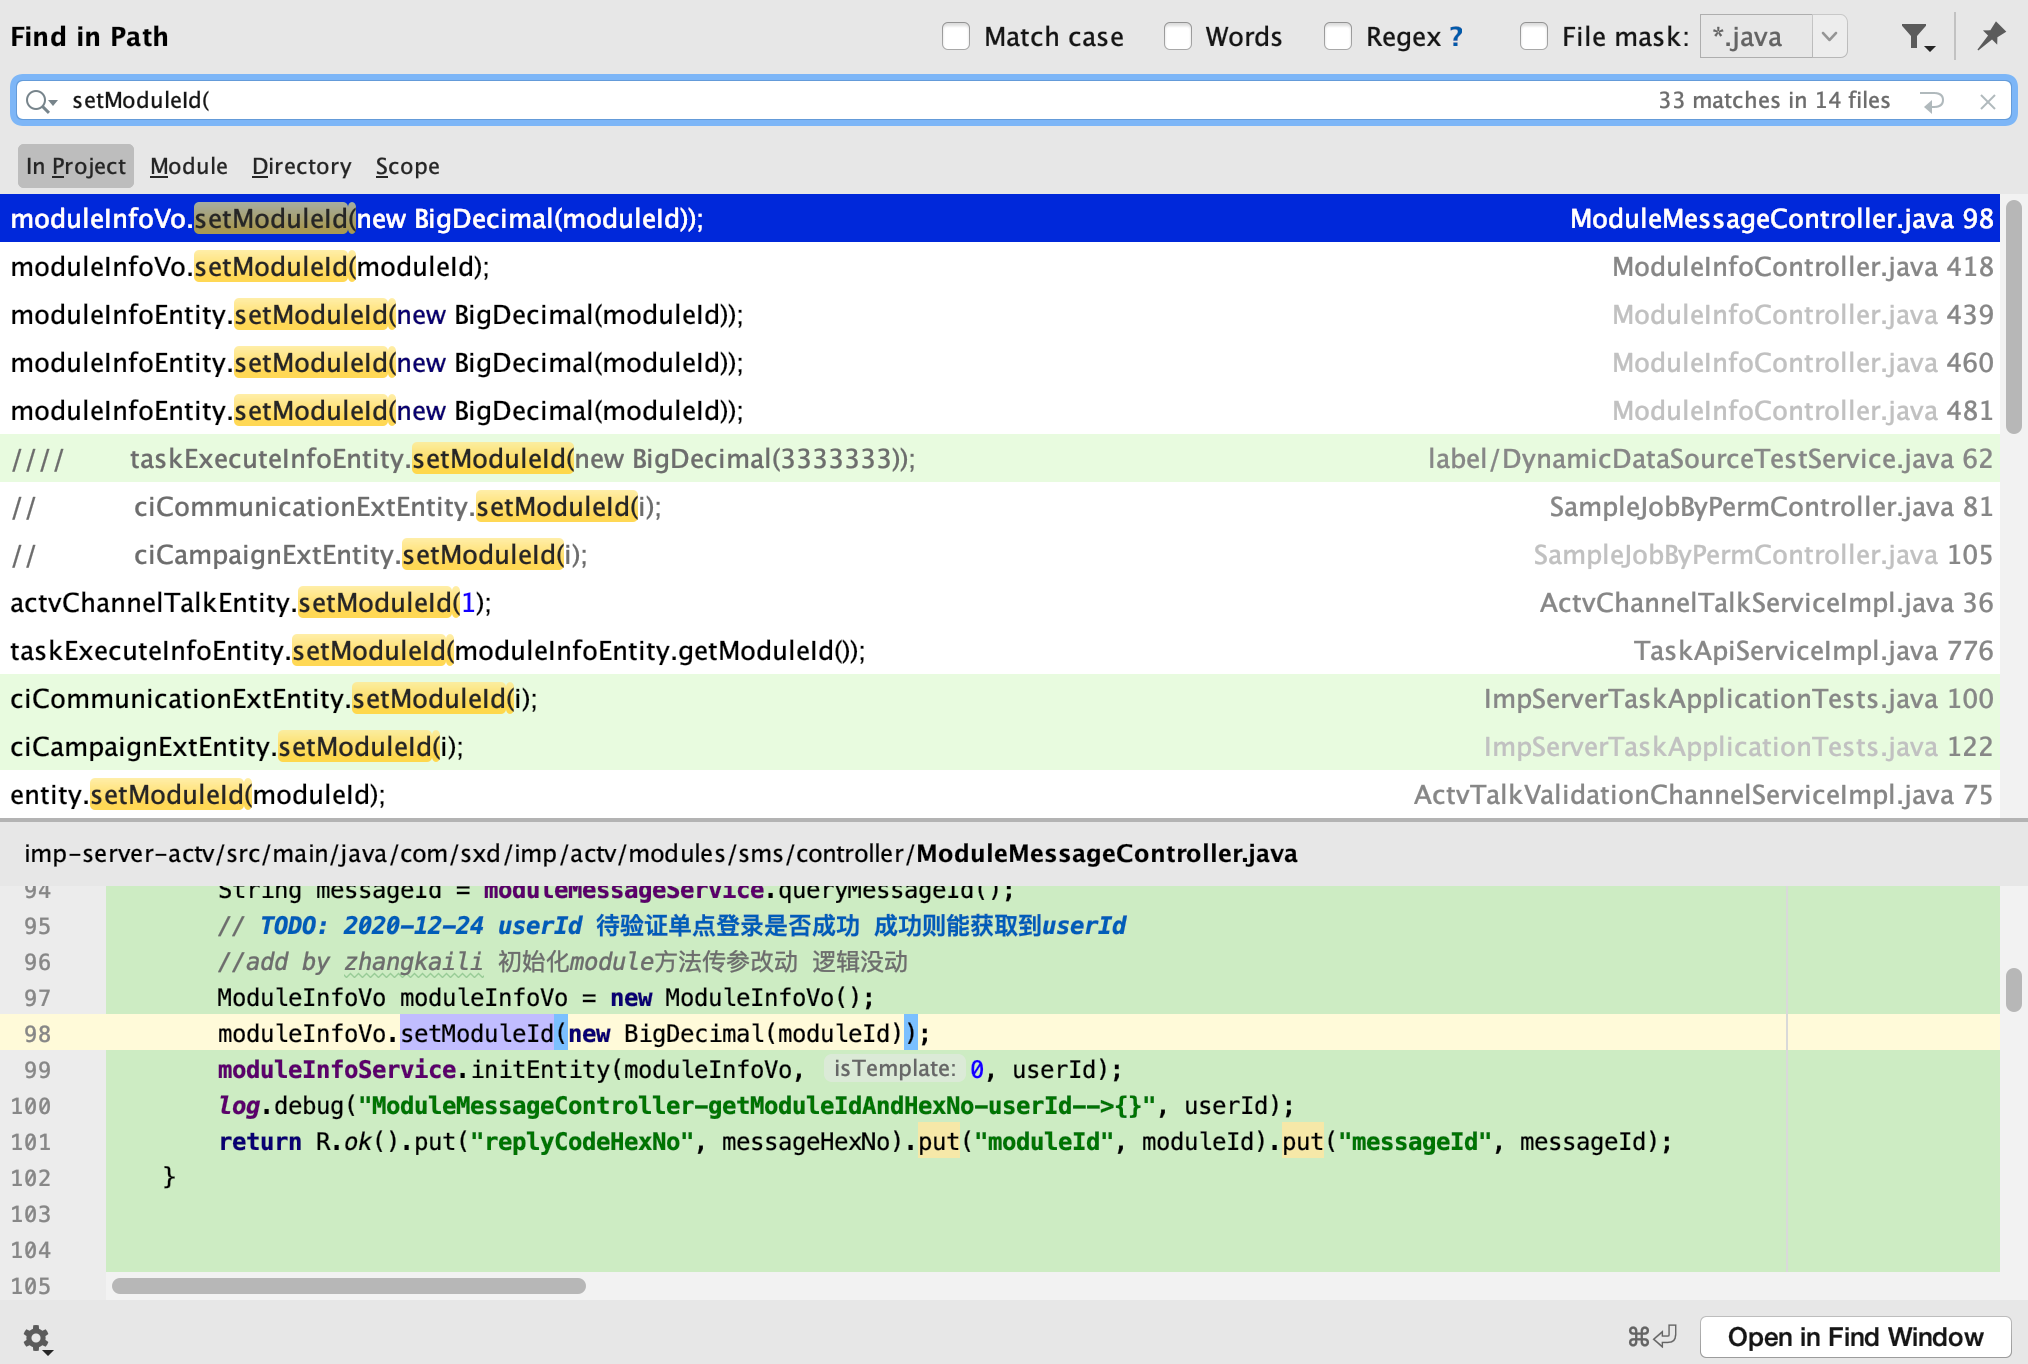 Find in Path
Match case
Words
Regex ?
File mask: *.java
setModuleId(
33 matches in 14 files
In Project Module Directory Scope
moduleInfoVo.setModuleId(new BigDecimal(moduleId)); ModuleMessageController.java 98
moduleInfoVo.setModuleId(moduleId); ModuleInfoController.java 418
moduleInfoEntity.setModuleId(new BigDecimal(moduleId)); ModuleInfoController.java 439
moduleInfoEntity.setModuleId(new BigDecimal(moduleId)); ModuleInfoController.java 460
moduleInfoEntity.setModuleId(new BigDecimal(moduleId)); ModuleInfoController.java 481
//// taskExecuteInfoEntity.setModuleId(new BigDecimal(3333333)); label/DynamicDataSourceTestService.java 62
// ciCommunicationExtEntity.setModuleId(i); SampleJobByPermController.java 81
// ciCampaignExtEntity.setModuleId(i); SampleJobByPermController.java 105
actvChannelTalkEntity.setModuleId(1); ActvChannelTalkServiceImpl.java 36
taskExecuteInfoEntity.setModuleId(moduleInfoEntity.getModuleId()); TaskApiServiceImpl.java 776
ciCommunicationExtEntity.setModuleId(i); ImpServerTaskApplicationTests.java 100
ciCampaignExtEntity.setModuleId(i); ImpServerTaskApplicationTests.java 122
entity.setModuleId(moduleId); ActvTalkValidationChannelServiceImpl.java 75
imp-server-actv/src/main/java/com/sxd/imp/actv/modules/sms/controller/ModuleMessageController.java
94 String messageId = moduleMessageService.queryMessageId();
95 // TODO: 2020-12-24 userId 待验证单点登录是否成功 成功则能获取到userId
96 //add by zhangkaili 初始化module方法传参改动 逻辑没动
97 ModuleInfoVo moduleInfoVo = new ModuleInfoVo();
98 moduleInfoVo.setModuleId(new BigDecimal(moduleId));
99 moduleInfoService.initEntity(moduleInfoVo, isTemplate: 0, userId);
100 log.debug("ModuleMessageController-getModuleIdAndHexNo-userId-->{}", userId);
101 return R.ok().put("replyCodeHexNo", messageHexNo).put("moduleId", moduleId).put("messageId", messageId);
102 }
103
104
105
⌘⏎ Open in Find Window